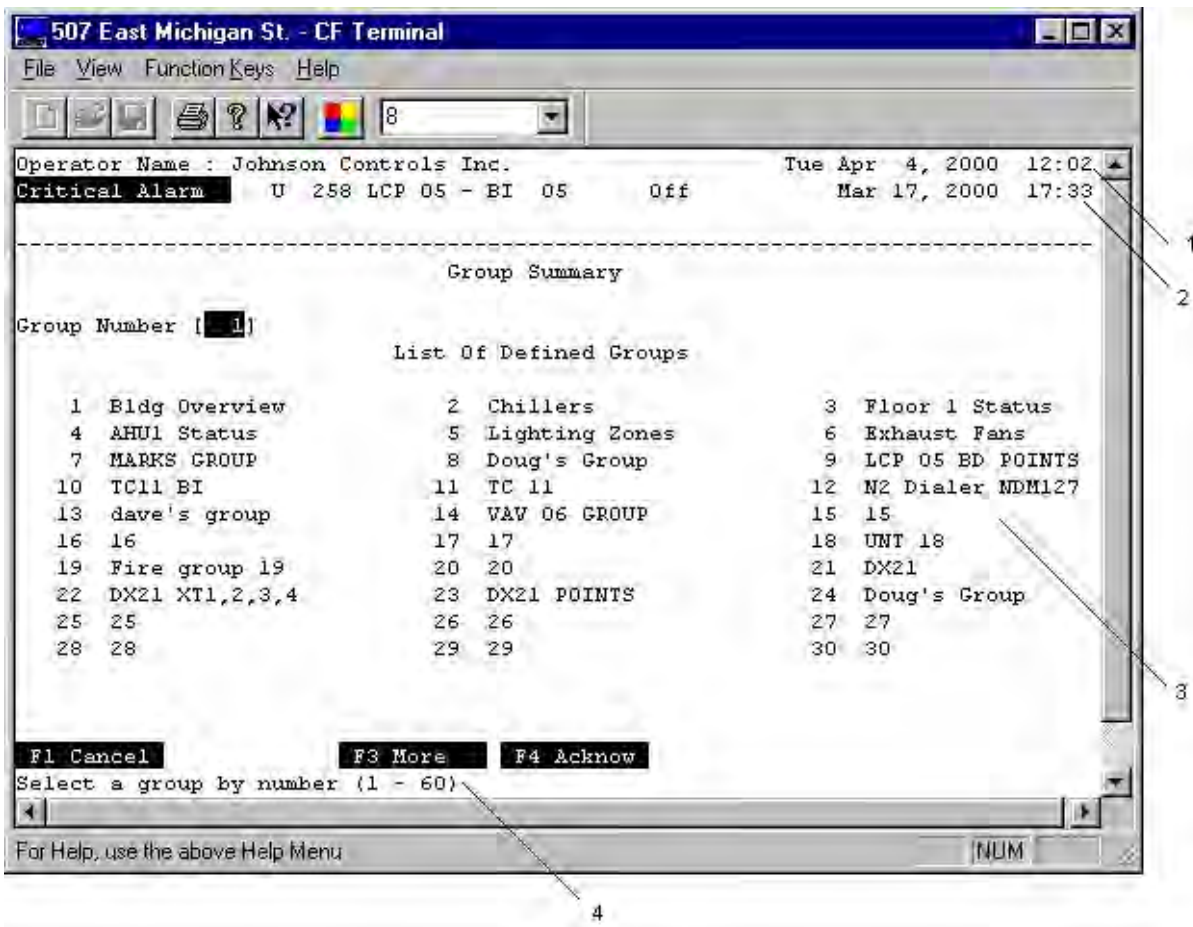 507 East Michigan St. - CF Terminal
File View Function Keys Help
8
Operator Name : Johnson Controls Inc. Tue Apr 4, 2000 12:02
Critical Alarm U 258 LCP 05 - BI 05 Off Mar 17, 2000 17:33
1
2
Group Summary
Group Number [ 1]
List Of Defined Groups
1 Bldg Overview 2 Chillers 3 Floor 1 Status
4 AHU1 Status 5 Lighting Zones 6 Exhaust Fans
7 MARKS GROUP 8 Doug's Group 9 LCP 05 BD POINTS
10 TC11 BI 11 TC 11 12 N2 Dialer NDM127
13 dave's group 14 VAV 06 GROUP 15 15
16 16 17 17 18 UNT 18
19 Fire group 19 20 20 21 DX21
22 DX21 XT1,2,3,4 23 DX21 POINTS 24 Doug's Group
25 25 26 26 27 27
28 28 29 29 30 30
3
F1 Cancel F3 More F4 Acknow
Select a group by number (1 - 60)
For Help, use the above Help Menu NUM
4